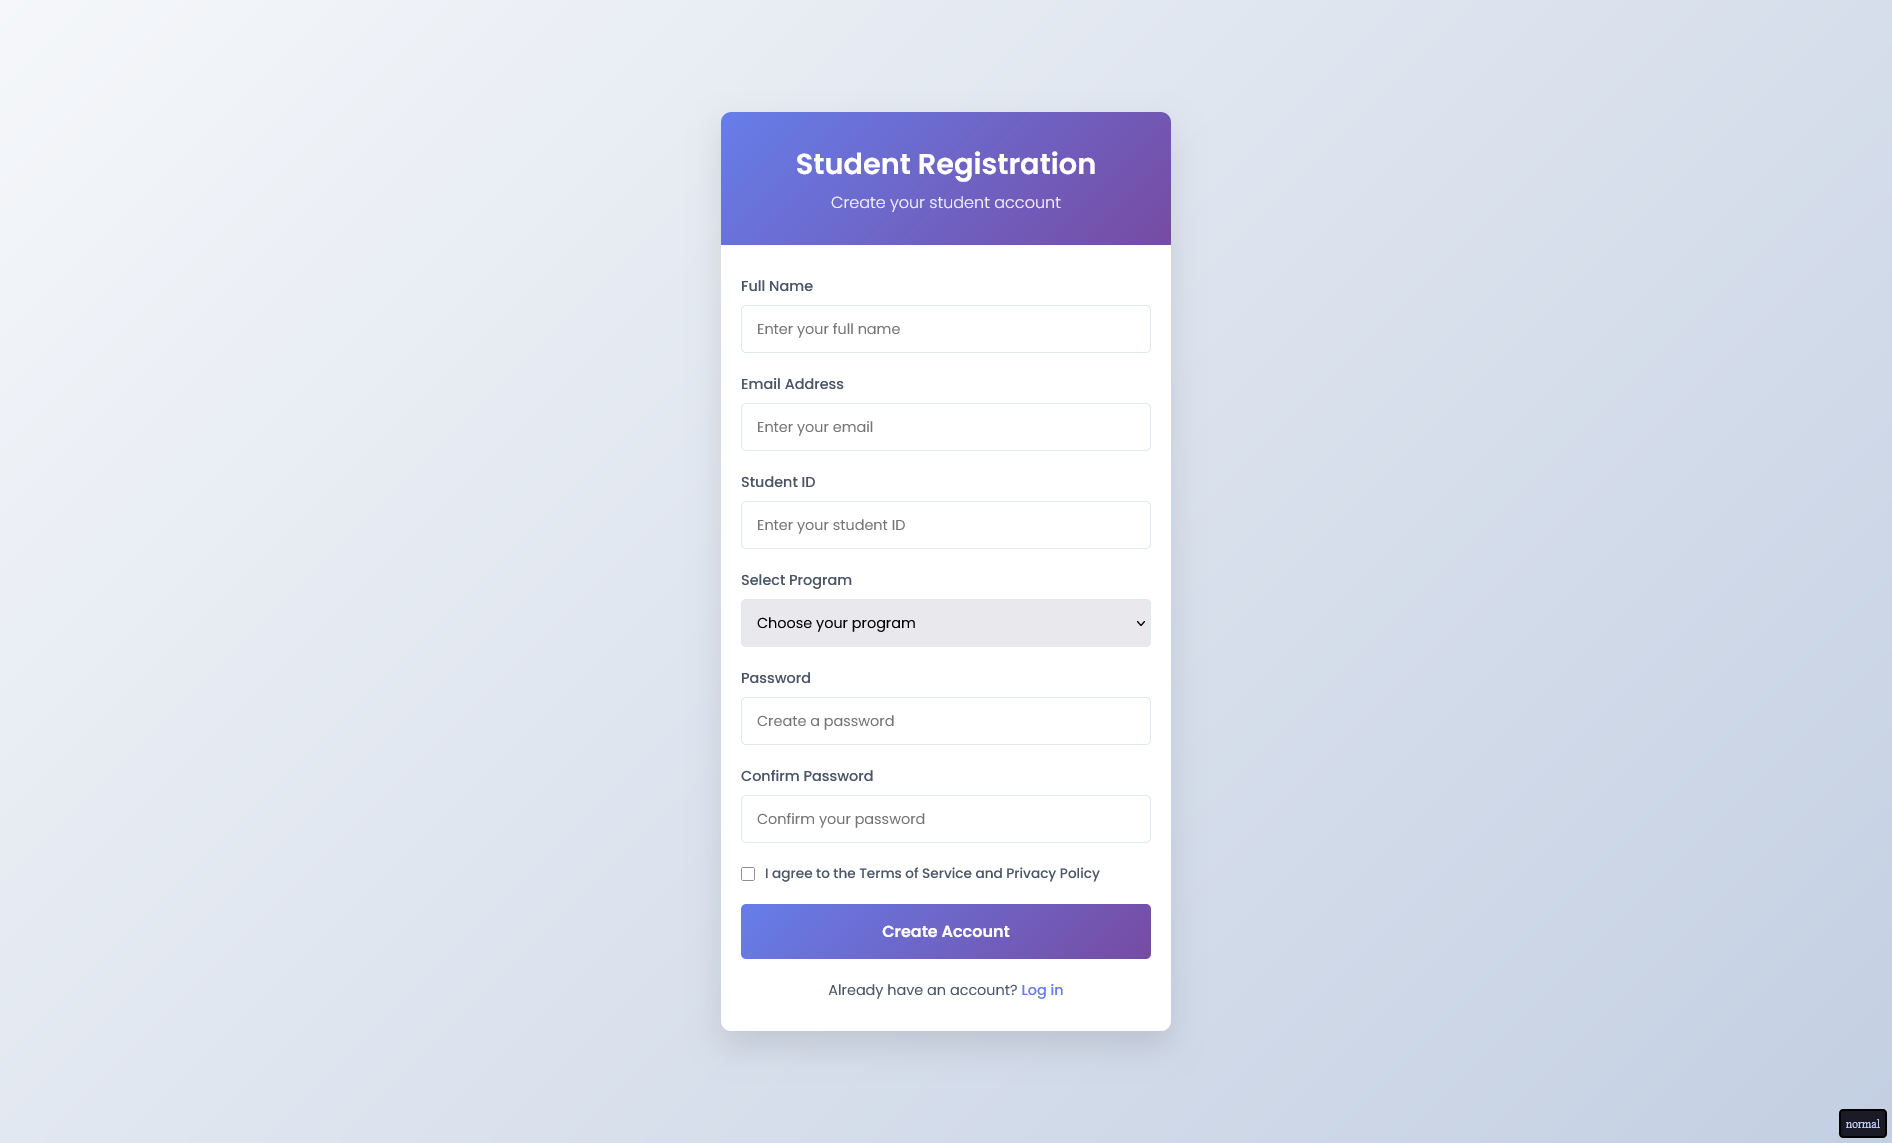 Student Registration
Create your student account
Full Name
Enter your full name
Email Address
Enter your email
Student ID
Enter your student ID
Select Program
Choose your program
Password
Create a password
Confirm Password
Confirm your password
I agree to the Terms of Service and Privacy Policy
Create Account
Already have an account? Log in
normal